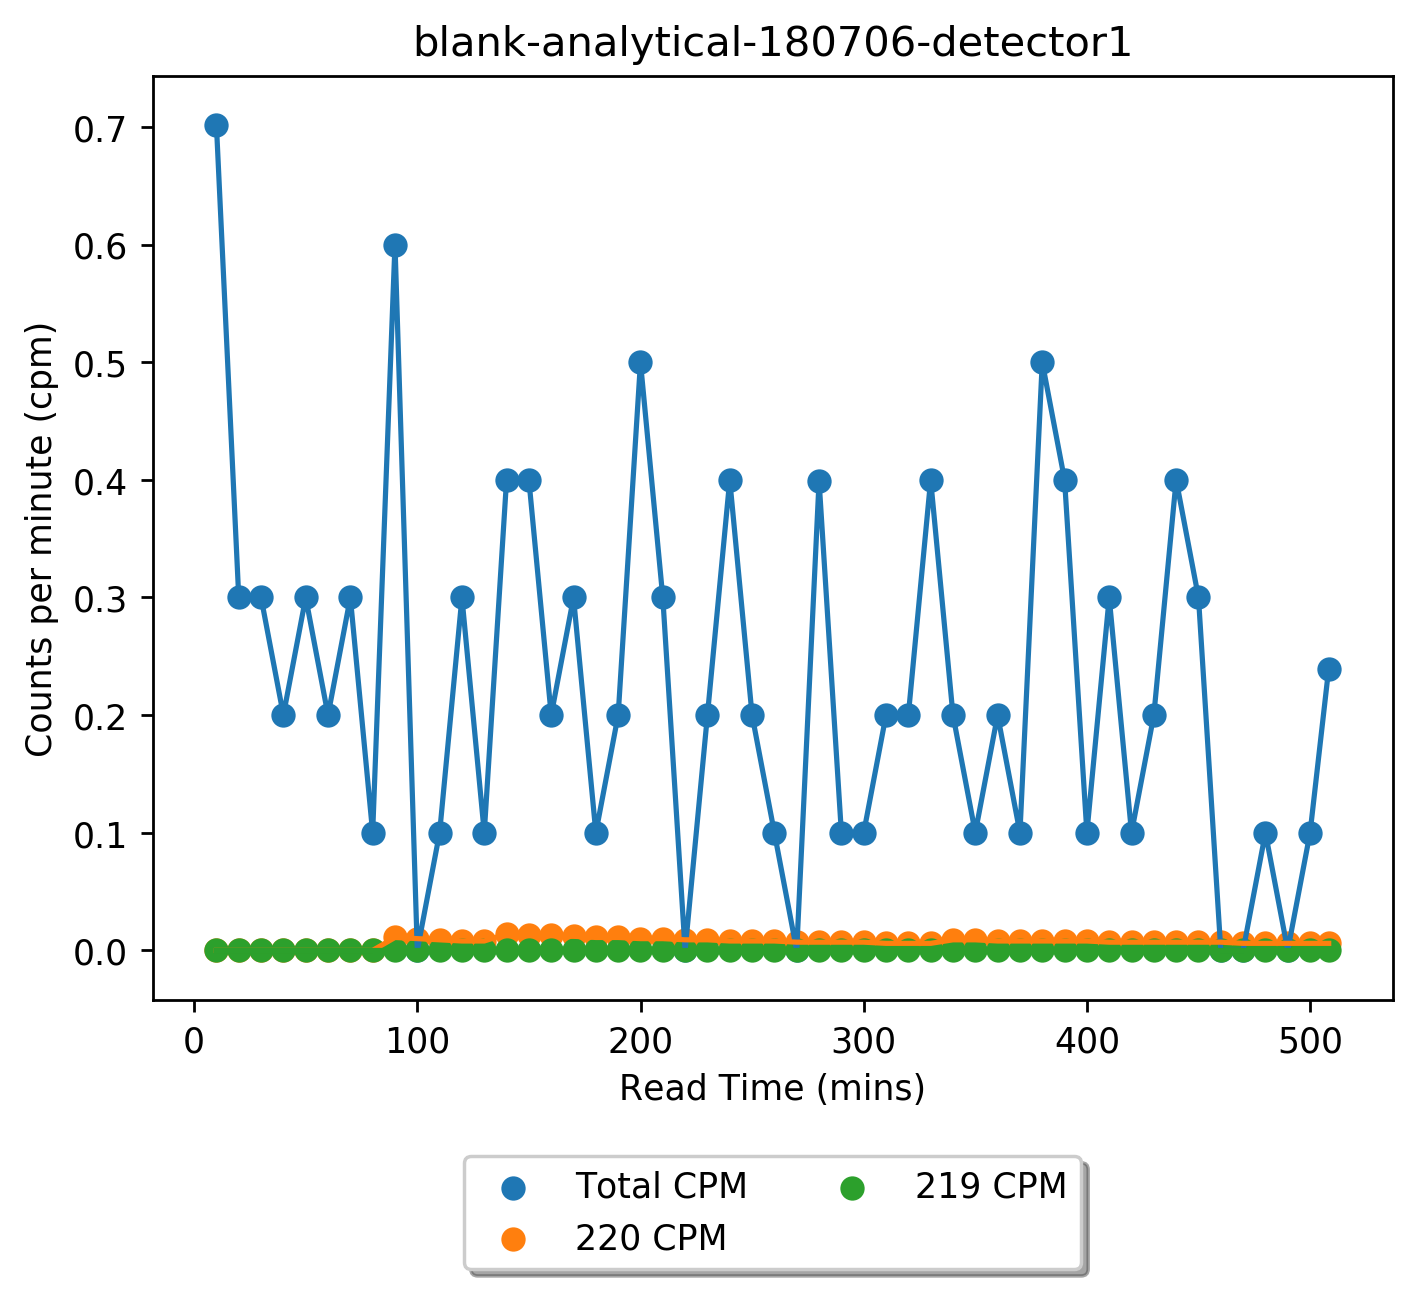 blank-analytical-180706-detector1
Counts per minute (cpm)
0.7
0.6
0.5
0.4
0.3
0.2
0.1
0.0
0 100 200 300 400 500
Read Time (mins)
Total CPM 219 CPM
220 CPM